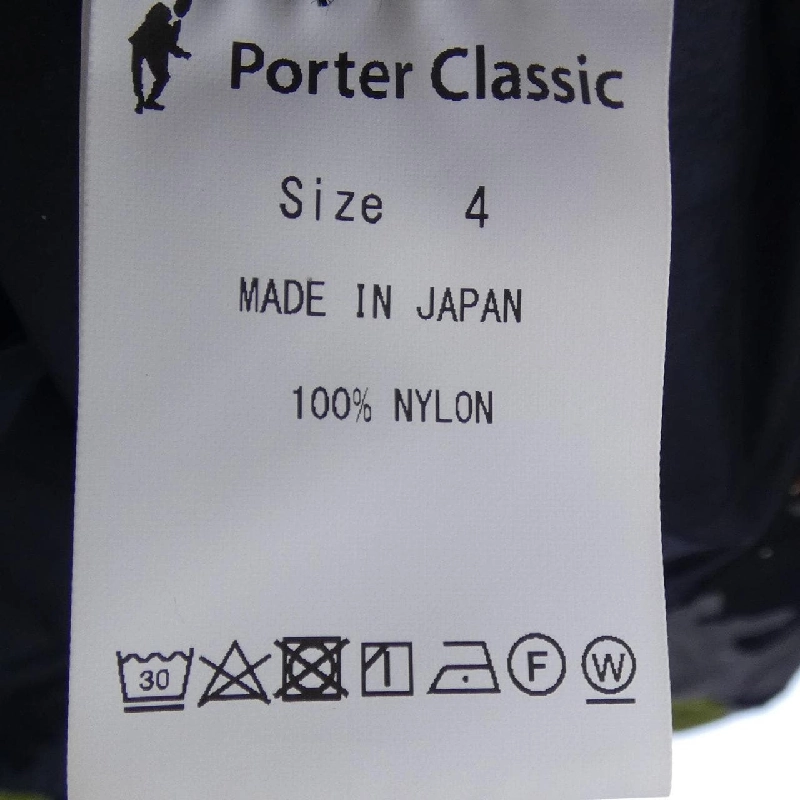 Porter Classic
Size 4
MADE IN JAPAN
100% NYLON
30 F W